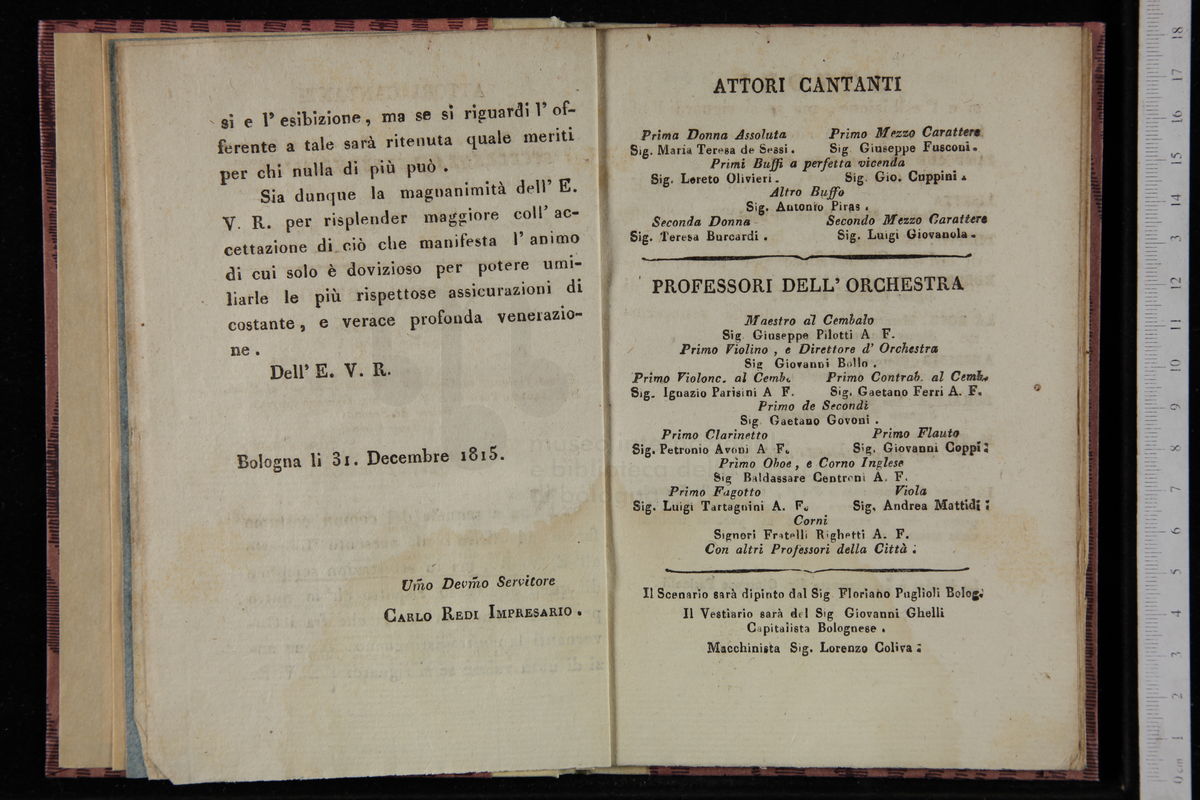 si e l' esibizione, ma se si riguardi l' of-
ferente a tale sarà ritenuta quale meriti
per chi nulla di più può.
Sia dunque la magnanimità dell' E.
V. R. per risplender maggiore coll' ac-
cettazione di ciò che manifesta l' animo
di cui solo è dovizioso per potere umi-
liarle le più rispettose assicurazioni di
costante, e verace profonda venerazio-
ne.
Dell' E. V. R.
Bologna li 31. Decembre 1815.
Um̃o Devm̃o Servitore
CARLO REDI IMPRESARIO.
ATTORI CANTANTI
Prima Donna Assoluta Primo Mezzo Carattere
Sig. Maria Teresa de Sessi. Sig. Giuseppe Fusconi.
Primi Buffi a perfetta vicenda
Sig. Loreto Olivieri. Sig. Gio. Cuppini.
Altro Buffo
Sig. Antonio Piras.
Seconda Donna Secondo Mezzo Carattere
Sig. Teresa Burcardi. Sig. Luigi Giovanola.
PROFESSORI DELL' ORCHESTRA
Maestro al Cembalo
Sig. Giuseppe Pilotti A. F.
Primo Violino, e Direttore d' Orchestra
Sig. Giovanni Bollo.
Primo Violonc. al Cemb. Primo Contrab. al Cemb.
Sig. Ignazio Parisini A. F. Sig. Gaetano Ferri A. F.
Primo de Secondi
Sig. Gaetano Govoni.
Primo Clarinetto Primo Flauto
Sig. Petronio Avoni A. F. Sig. Giovanni Coppi:
Primo Oboe, e Corno Inglese
Sig. Baldassare Centroni A. F.
Primo Fagotto Viola
Sig. Luigi Tartagnini A. F. Sig. Andrea Mattidi:
Corni
Signori Fratelli Righetti A. F.
Con altri Professori della Città:
Il Scenario sarà dipinto dal Sig. Floriano Puglioli Bolog.
Il Vestiario sarà del Sig. Giovanni Ghelli
Capitalista Bolognese.
Macchinista Sig. Lorenzo Coliva:
museo
e biblioteca de
0 cm 1 2 3 4 5 6 7 8 9 10 11 12 13 14 15 16 17 18